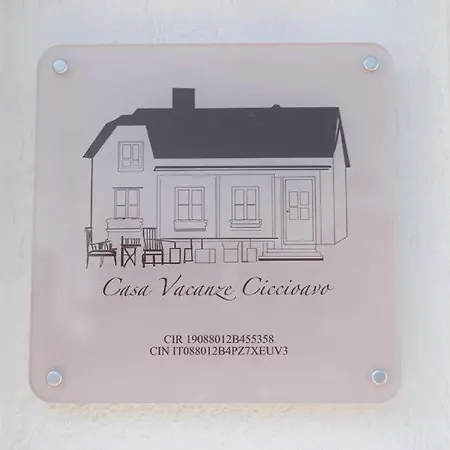 Casa Vacanze Ciccioavo
CIR 19088012B455358
CIN IT088012B4PZ7XEUV3